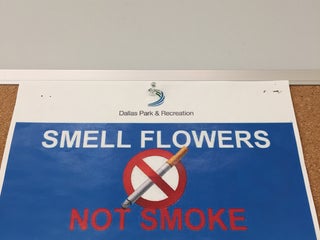 Dallas Park & Recreation
SMELL FLOWERS
NOT SMOKE